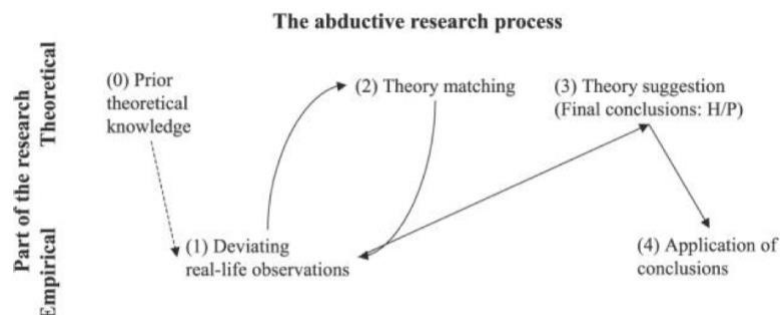 The abductive research process
Part of the research
Theoretical
Empirical
(0) Prior
theoretical
knowledge
(2) Theory matching
(3) Theory suggestion
(Final conclusions: H/P)
(1) Deviating
real-life observations
(4) Application of
conclusions